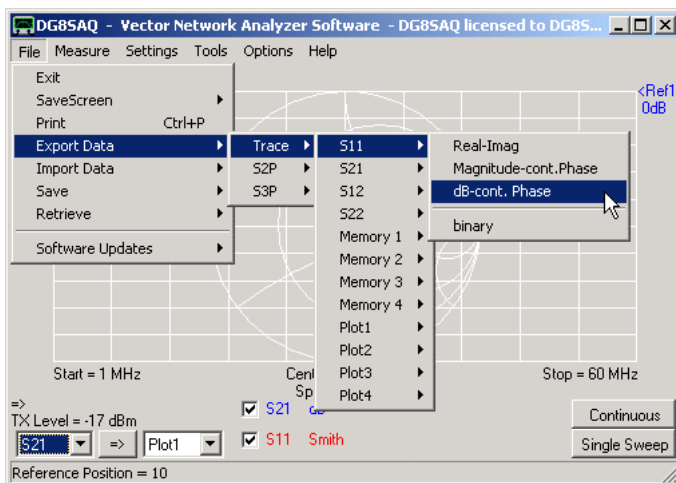 DG8SAQ - Vector Network Analyzer Software - DG8SAQ licensed to DG8S...
File Measure Settings Tools Options Help
Exit
SaveScreen
Print Ctrl+P
Export Data
Import Data
Save
Retrieve
Software Updates
Trace
S2P
S3P
S11
S21
S12
S22
Memory 1
Memory 2
Memory 3
Memory 4
Plot1
Plot2
Plot3
Plot4
Real-Imag
Magnitude-cont.Phase
dB-cont. Phase
binary
<Ref1
0dB
Start = 1 MHz
Stop = 60 MHz
=>
TX Level = -17 dBm
S21 => Plot1
S21
S11 Smith
Continuous
Single Sweep
Reference Position = 10